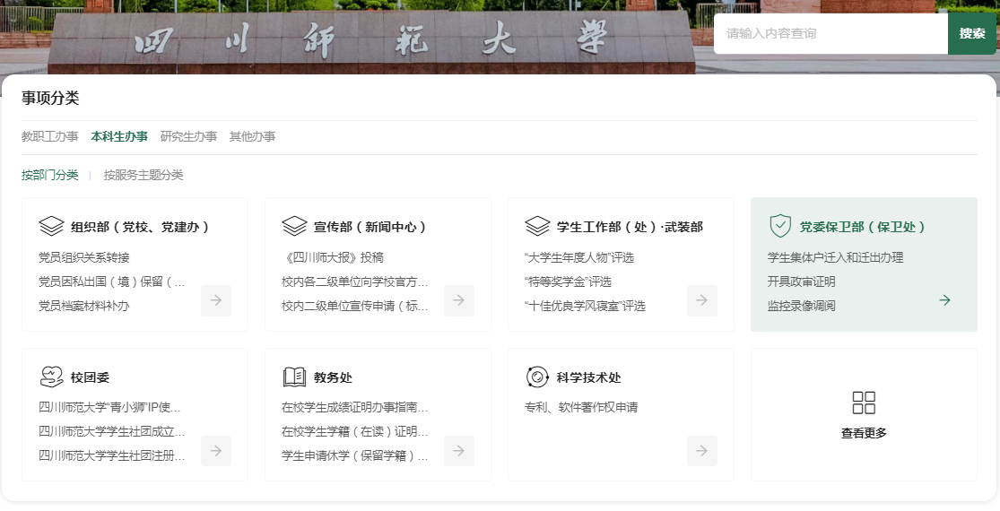 四川师范大学
请输入内容查询
搜索
事项分类
教职工办事 本科生办事 研究生办事 其他办事
按部门分类 按服务主题分类
组织部（党校、党建办）
党员组织关系转接
党员因私出国（境）保留（…
党员档案材料补办
宣传部（新闻中心）
《四川师大报》投稿
校内各二级单位向学校官方…
校内二级单位宣传申请（标…
学生工作部（处）·武装部
“大学生年度人物”评选
“特等奖学金”评选
“十佳优良学风寝室”评选
党委保卫部（保卫处）
学生集体户迁入和迁出办理
开具政审证明
监控录像调阅
校团委
四川师范大学“青小狮”IP使…
四川师范大学学生社团成立…
四川师范大学学生社团注册…
教务处
在校学生成绩证明办事指南…
在校学生学籍（在读）证明…
学生申请休学（保留学籍）…
科学技术处
专利、软件著作权申请
查看更多